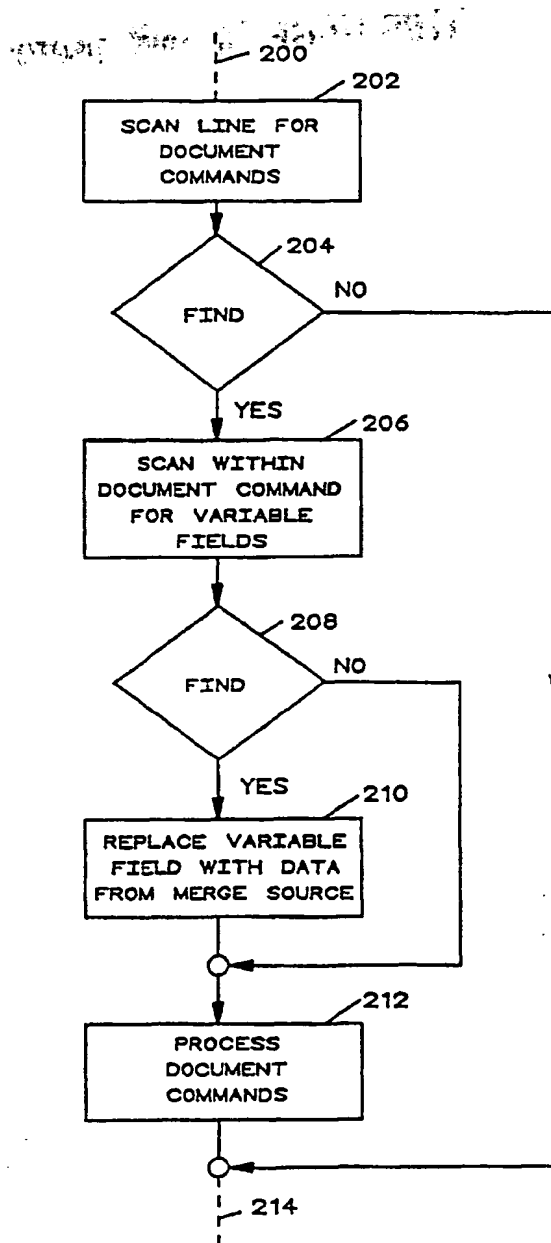 200
202
SCAN LINE FOR
DOCUMENT
COMMANDS
204
FIND
NO
YES
206
SCAN WITHIN
DOCUMENT COMMAND
FOR VARIABLE
FIELDS
208
FIND
NO
YES
210
REPLACE VARIABLE
FIELD WITH DATA
FROM MERGE SOURCE
212
PROCESS
DOCUMENT
COMMANDS
214